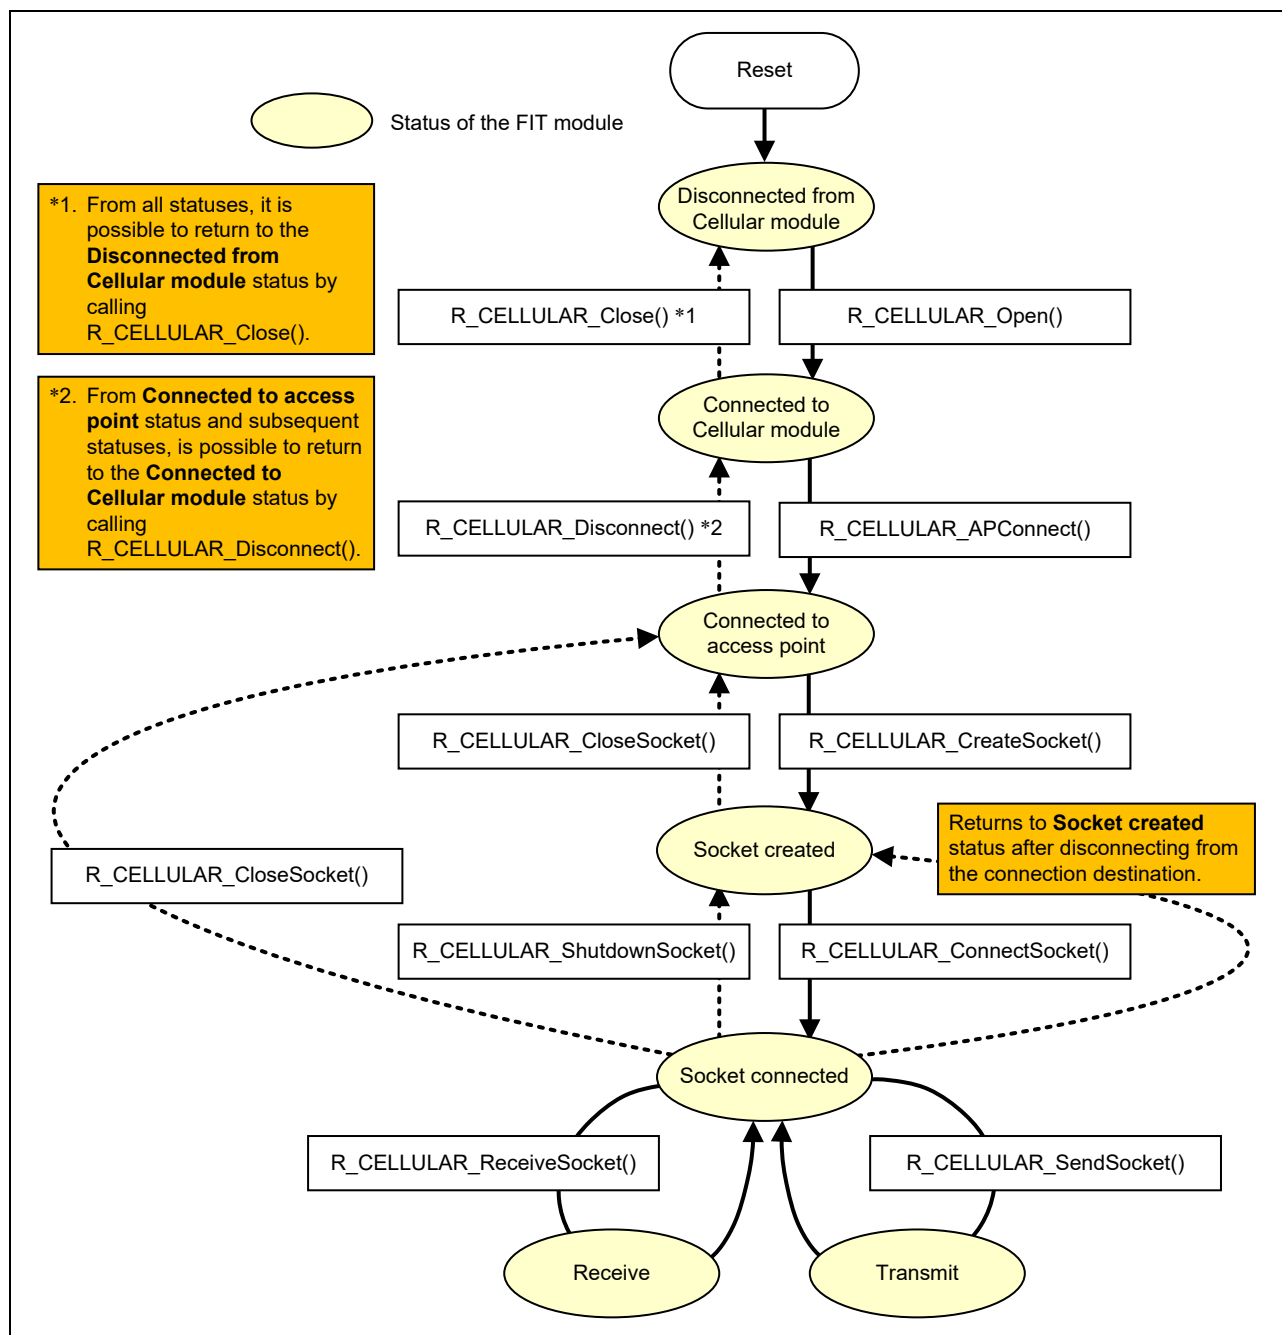 Reset
Status of the FIT module
Disconnected from
Cellular module
*1. From all statuses, it is
possible to return to the
Disconnected from
Cellular module status by
calling
R_CELLULAR_Close().
R_CELLULAR_Close() *1
R_CELLULAR_Open()
*2. From Connected to access
point status and subsequent
statuses, is possible to return
to the Connected to
Cellular module status by
calling
R_CELLULAR_Disconnect().
Connected to
Cellular module
R_CELLULAR_Disconnect() *2
R_CELLULAR_APConnect()
Connected to
access point
R_CELLULAR_CloseSocket()
R_CELLULAR_CreateSocket()
Socket created
Returns to Socket created
status after disconnecting from
the connection destination.
R_CELLULAR_CloseSocket()
R_CELLULAR_ShutdownSocket()
R_CELLULAR_ConnectSocket()
Socket connected
R_CELLULAR_ReceiveSocket()
R_CELLULAR_SendSocket()
Receive
Transmit